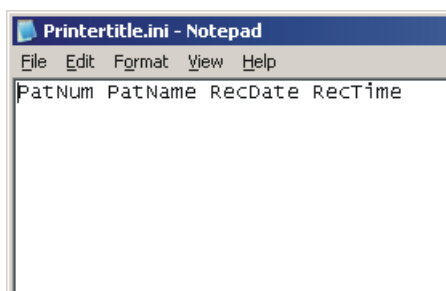 Printertitle.ini - Notepad
File Edit Format View Help
PatNum PatName RecDate RecTime